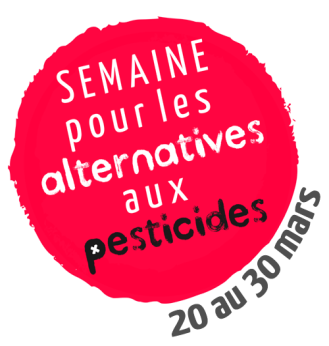 SEMAINE
pour les
alternatives
aux
pesticides
20 au 30 mars